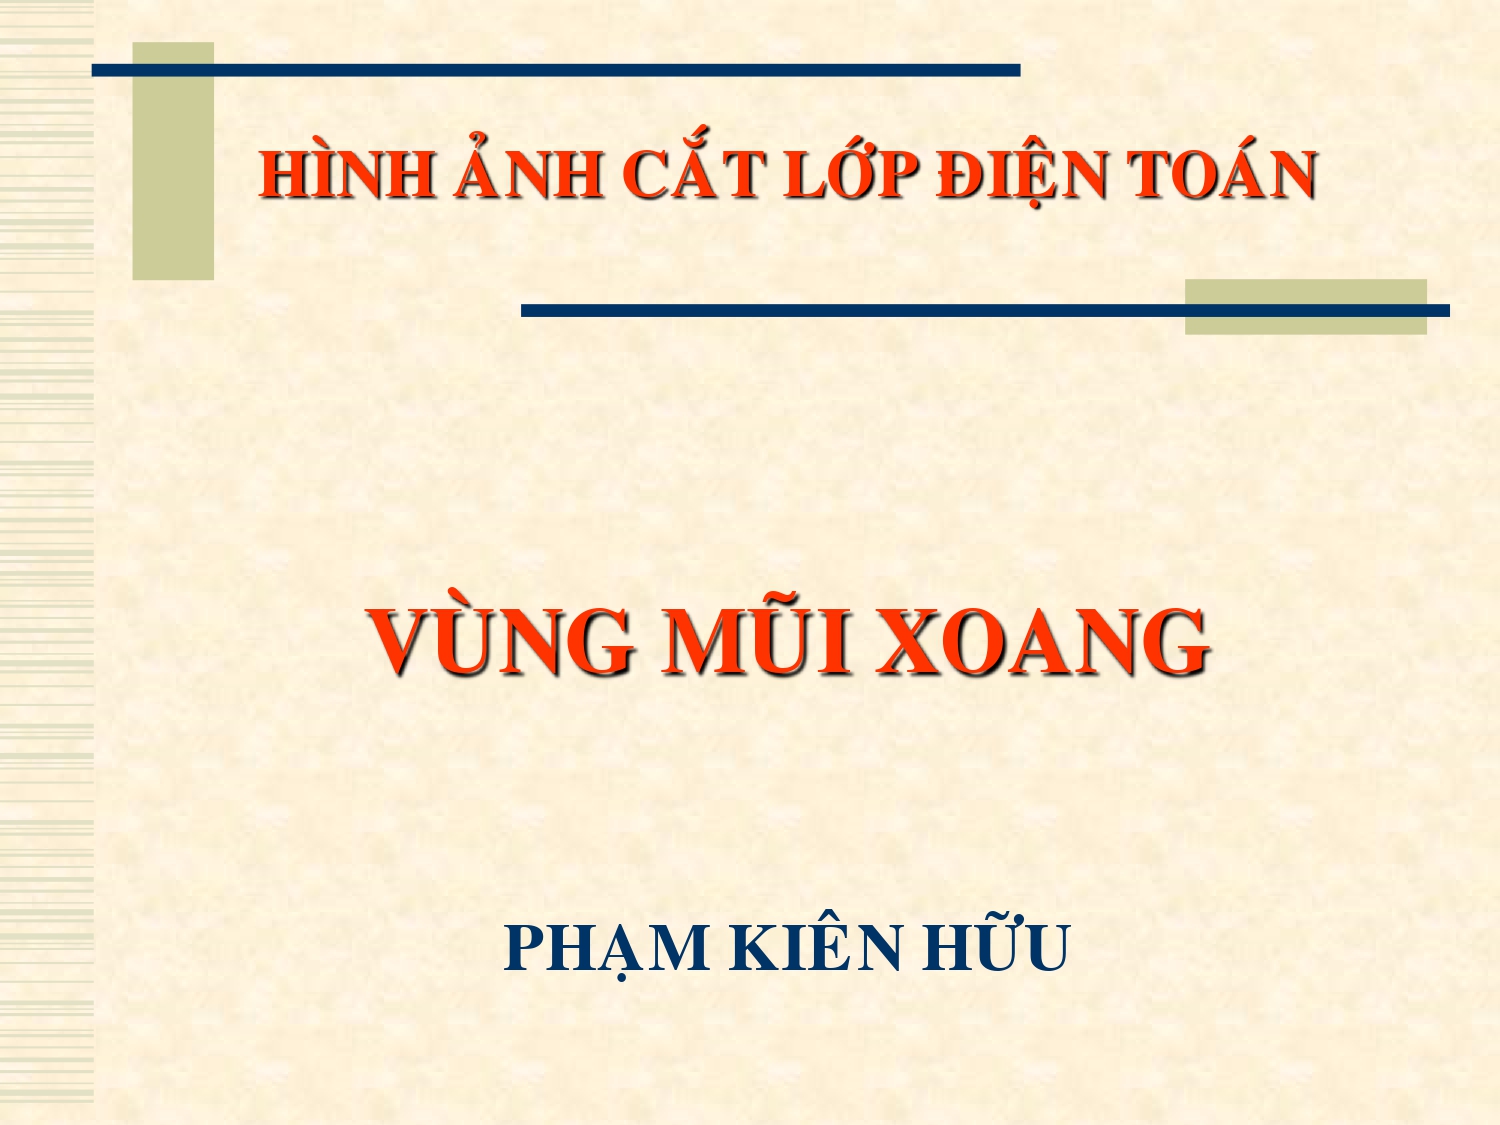 HÌNH ẢNH CẮT LỚP ĐIỆN TOÁN
VÙNG MŨI XOANG
PHẠM KIÊN HỮU